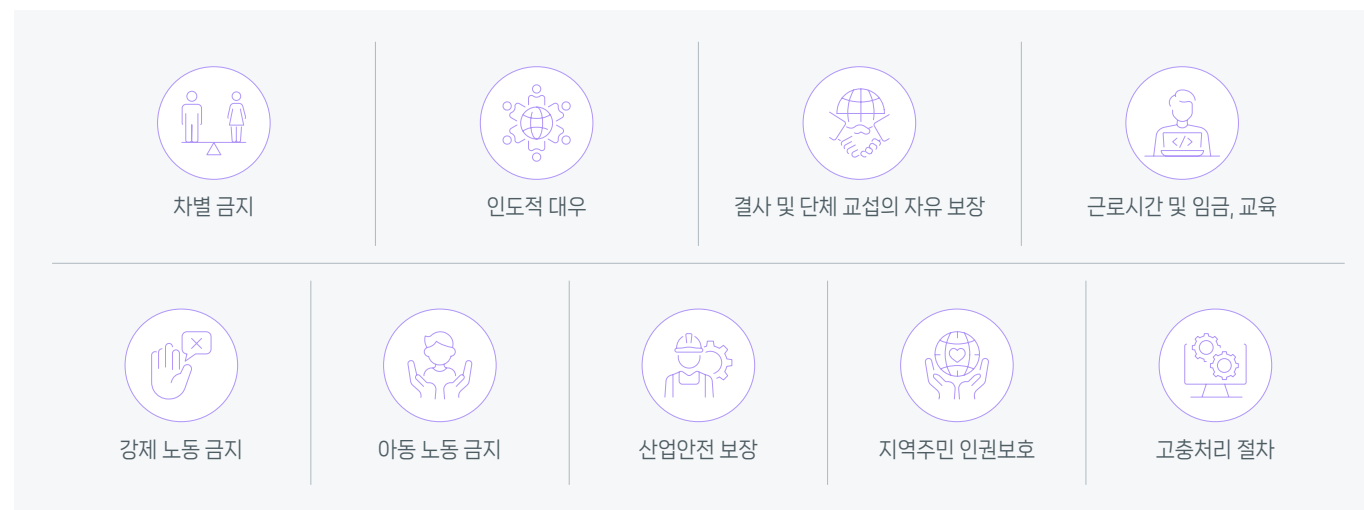 차별 금지
인도적 대우
결사 및 단체 교섭의 자유 보장
근로시간 및 임금, 교육
강제 노동 금지
아동 노동 금지
산업안전 보장
지역주민 인권보호
고충처리 절차